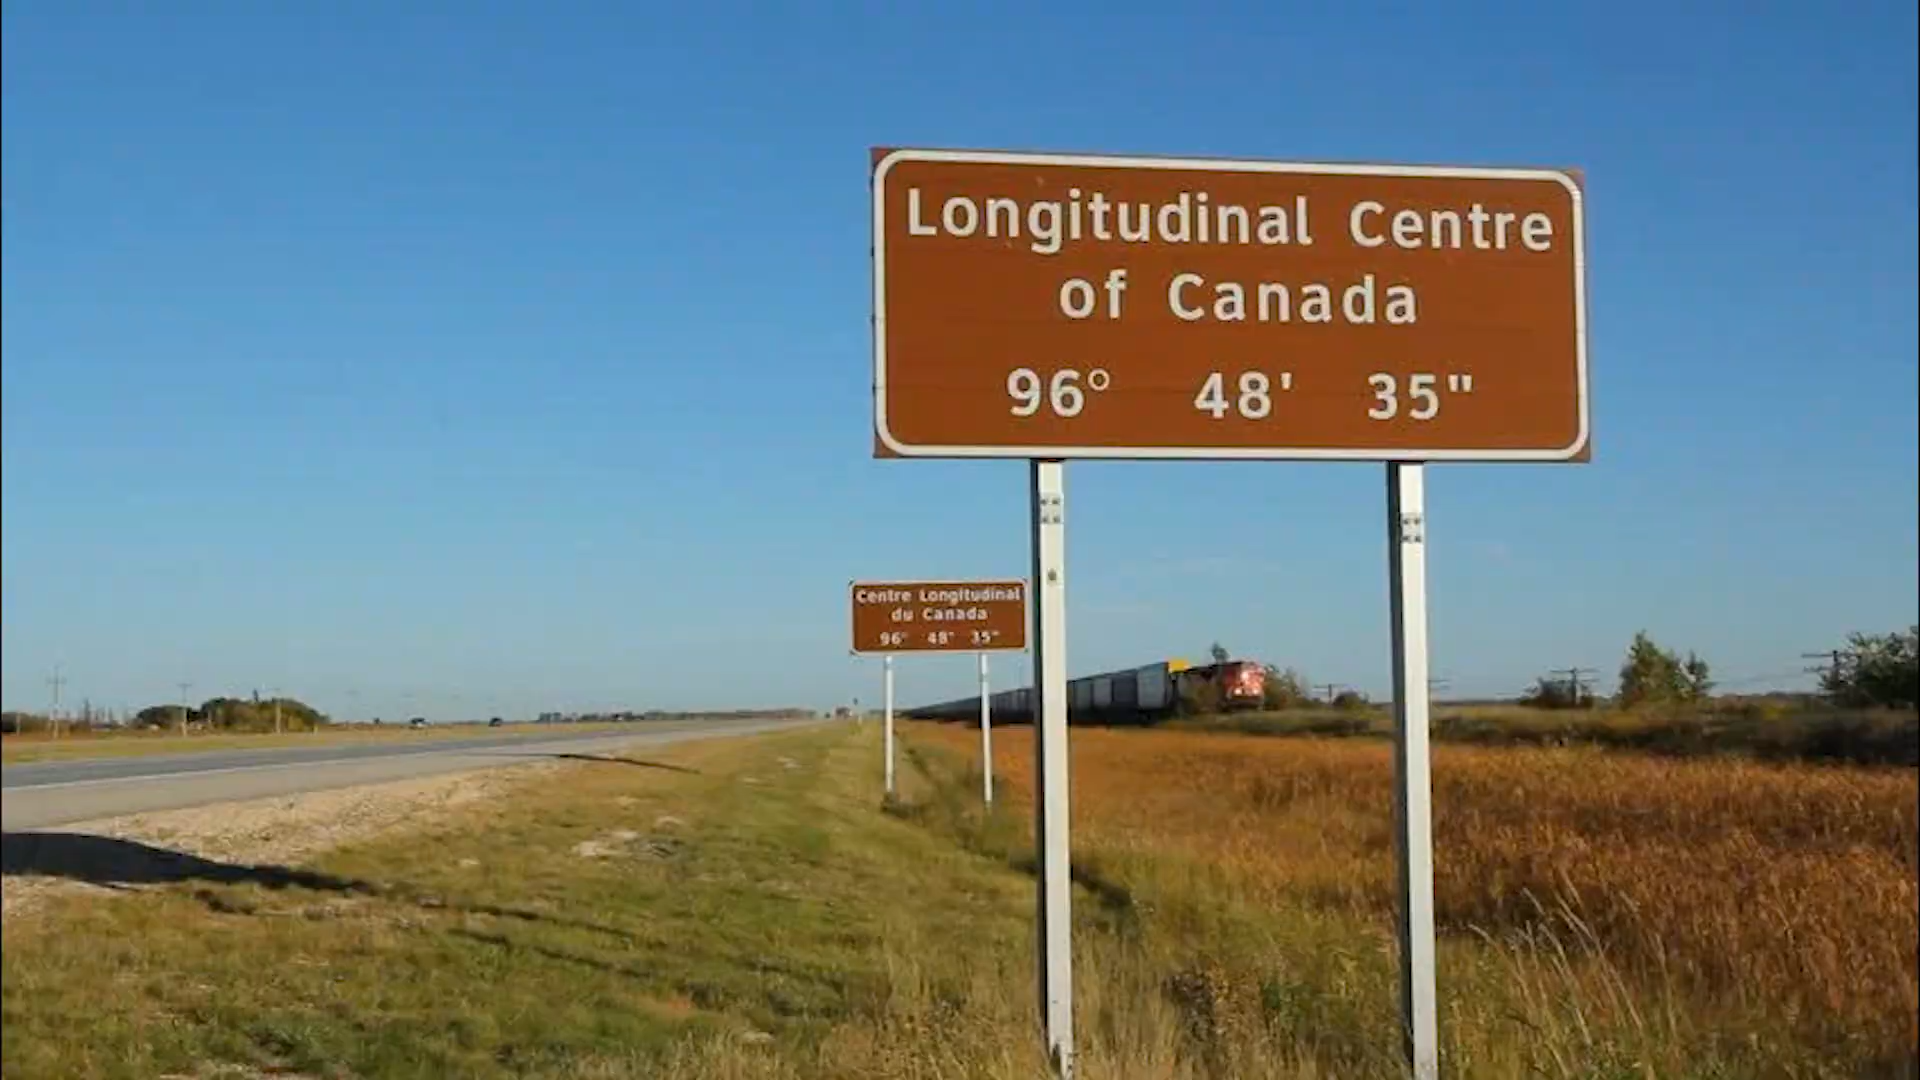 Longitudinal Centre
of Canada
96° 48' 35"
Centre Longitudinal
du Canada
96° 48' 35"